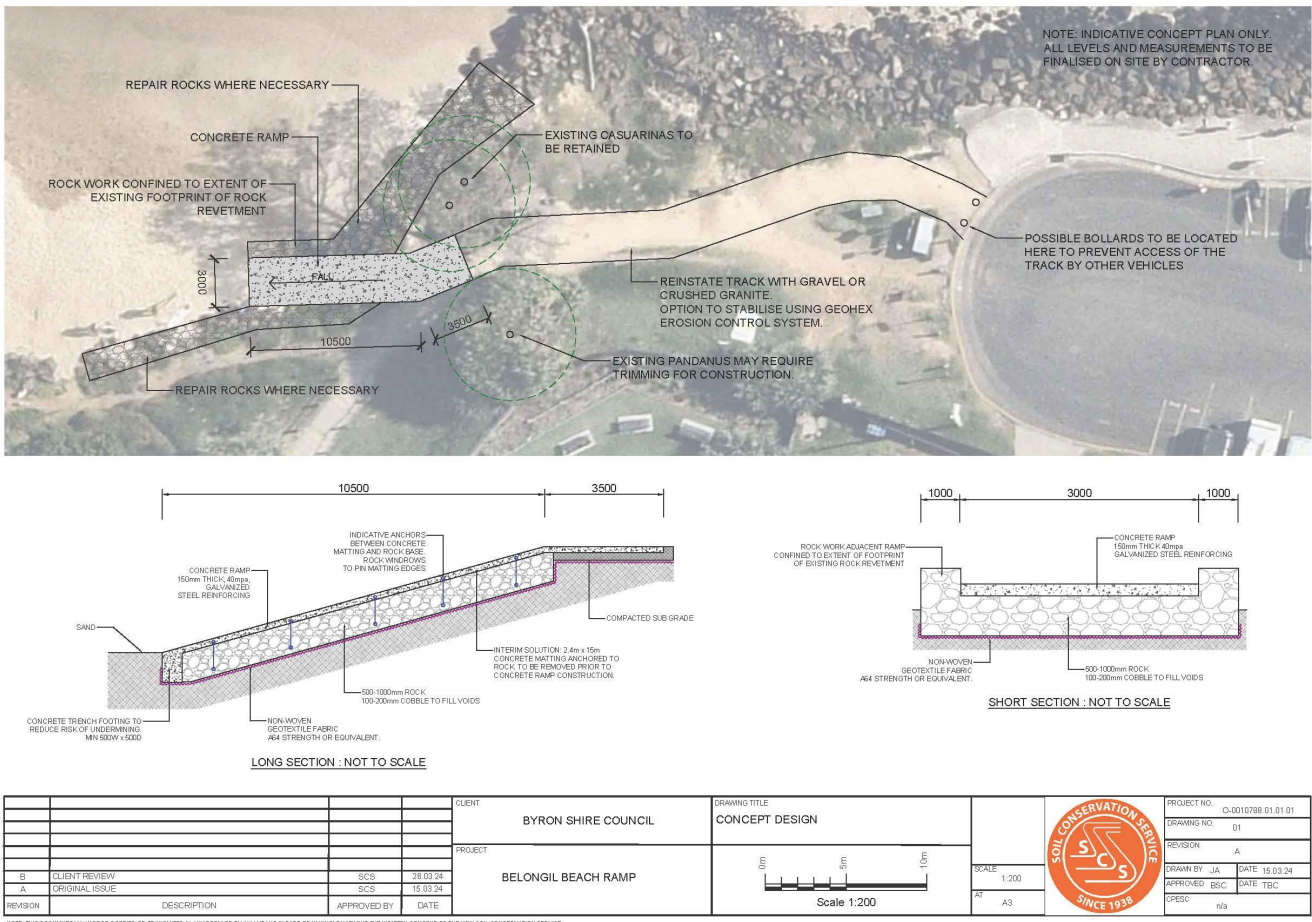 NOTE: INDICATIVE CONCEPT PLAN ONLY.
ALL LEVELS AND MEASUREMENTS TO BE
FINALISED ON SITE BY CONTRACTOR.
REPAIR ROCKS WHERE NECESSARY
CONCRETE RAMP
ROCK WORK CONFINED TO EXTENT OF
EXISTING FOOTPRINT OF ROCK
REVETMENT
EXISTING CASUARINAS TO
BE RETAINED
POSSIBLE BOLLARDS TO BE LOCATED
HERE TO PREVENT ACCESS OF THE
TRACK BY OTHER VEHICLES
3000
FALL
REINSTATE TRACK WITH GRAVEL OR
CRUSHED GRANITE.
OPTION TO STABILISE USING GEOHEX
EROSION CONTROL SYSTEM.
10500
3500
EXISTING PANDANUS MAY REQUIRE
TRIMMING FOR CONSTRUCTION.
REPAIR ROCKS WHERE NECESSARY
10500
3500
INDICATIVE ANCHORS
BETWEEN CONCRETE
MATTING AND ROCK BASE.
ROCK WINDROWS
TO PIN MATTING EDGES
CONCRETE RAMP
150mm THICK, 40mpa,
GALVANIZED
STEEL REINFORCING
SAND
COMPACTED SUB GRADE
INTERIM SOLUTION: 2.4m x 15m
CONCRETE MATTING ANCHORED TO
ROCK. TO BE REMOVED PRIOR TO
CONCRETE RAMP CONSTRUCTION.
500-1000mm ROCK
100-200mm COBBLE TO FILL VOIDS
CONCRETE TRENCH FOOTING TO
REDUCE RISK OF UNDERMINING.
MIN 500W x 500D
NON-WOVEN
GEOTEXTILE FABRIC
A64 STRENGTH OR EQUIVALENT.
LONG SECTION : NOT TO SCALE
1000
3000
1000
ROCK WORK ADJACENT RAMP
CONFINED TO EXTENT OF FOOTPRINT
OF EXISTING ROCK REVETMENT
CONCRETE RAMP
150mm THICK 40mpa
GALVANIZED STEEL REINFORCING
NON-WOVEN
GEOTEXTILE FABRIC
A64 STRENGTH OR EQUIVALENT.
500-1000mm ROCK
100-200mm COBBLE TO FILL VOIDS
SHORT SECTION : NOT TO SCALE
B CLIENT REVIEW SCS 26.03.24
A ORIGINAL ISSUE SCS 15.03.24
REVISION DESCRIPTION APPROVED BY DATE
CLIENT
BYRON SHIRE COUNCIL
PROJECT
BELONGIL BEACH RAMP
DRAWING TITLE
CONCEPT DESIGN
0m 5m 10m
Scale 1:200
SCALE
1:200
AT
A3
SOIL CONSERVATION SERVICE
SCS
SINCE 1938
PROJECT NO.
O-0010788.01.01.01
DRAWING NO.
01
REVISION
A
DRAWN BY JA DATE 15.03.24
APPROVED BSC DATE TBC
CPESC
n/a